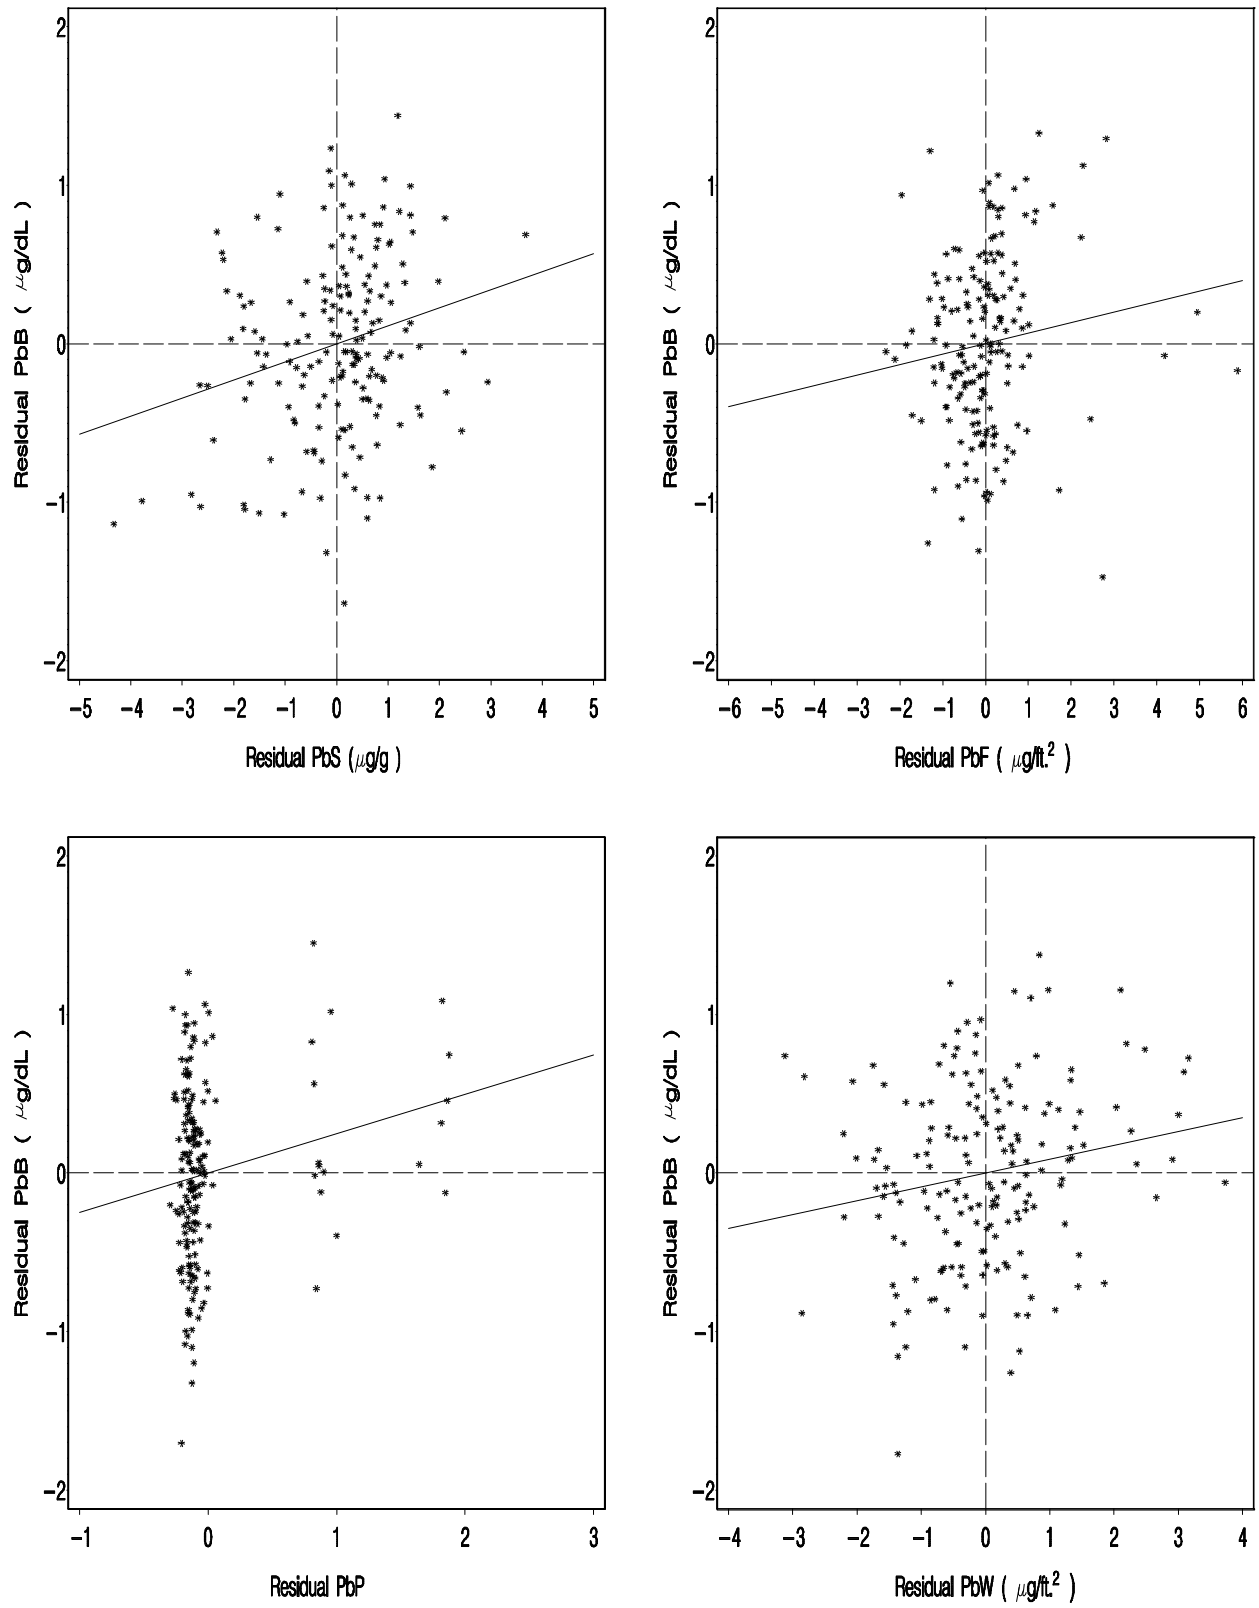 2
1
0
−1
−2
Residual PbB ( μg/dL )
−5 −4 −3 −2 −1 0 1 2 3 4 5
Residual PbS (μg/g )
2
1
0
−1
−2
Residual PbB ( μg/dL )
−6 −5 −4 −3 −2 −1 0 1 2 3 4 5 6
Residual PbF ( μg/ft.² )
2
1
0
−1
−2
Residual PbB ( μg/dL )
−1 0 1 2 3
Residual PbP
2
1
0
−1
−2
Residual PbB ( μg/dL )
−4 −3 −2 −1 0 1 2 3 4
Residual PbW ( μg/ft.² )